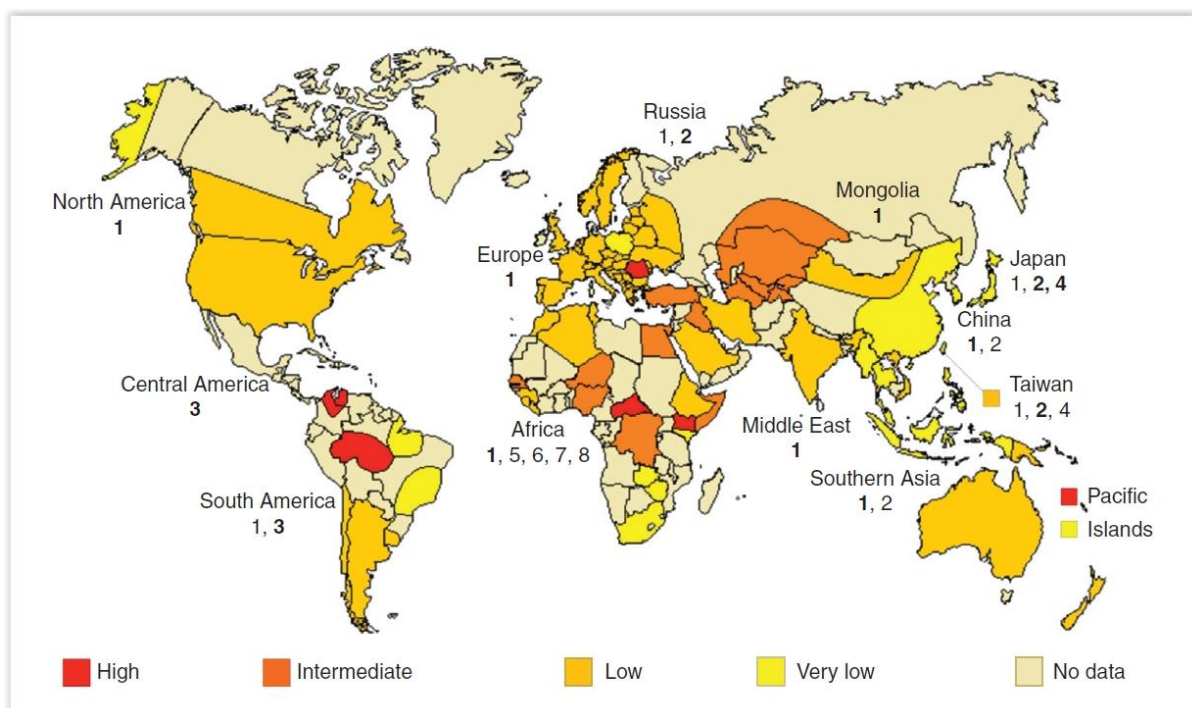 Russia
1, 2
North America
1
Mongolia
1
Europe
1
Japan
1, 2, 4
China
1, 2
Central America
3
Taiwan
1, 2, 4
Africa
1, 5, 6, 7, 8
Middle East
1
Southern Asia
1, 2
South America
1, 3
Pacific
Islands
High
Intermediate
Low
Very low
No data